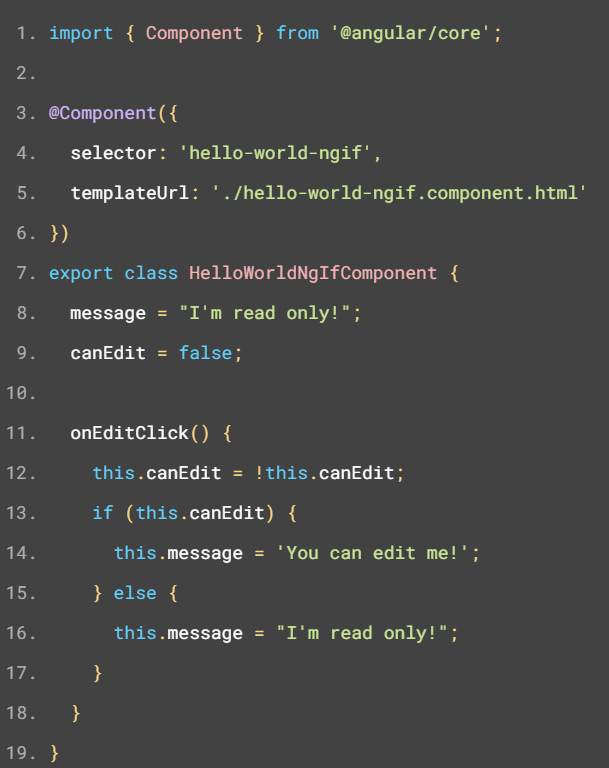 1. import { Component } from '@angular/core';
2.
3. @Component({
4.   selector: 'hello-world-ngif',
5.   templateUrl: './hello-world-ngif.component.html'
6. })
7. export class HelloWorldNgIfComponent {
8.   message = "I'm read only!";
9.   canEdit = false;
10.
11.   onEditClick() {
12.     this.canEdit = !this.canEdit;
13.     if (this.canEdit) {
14.       this.message = 'You can edit me!';
15.     } else {
16.       this.message = "I'm read only!";
17.     }
18.   }
19. }